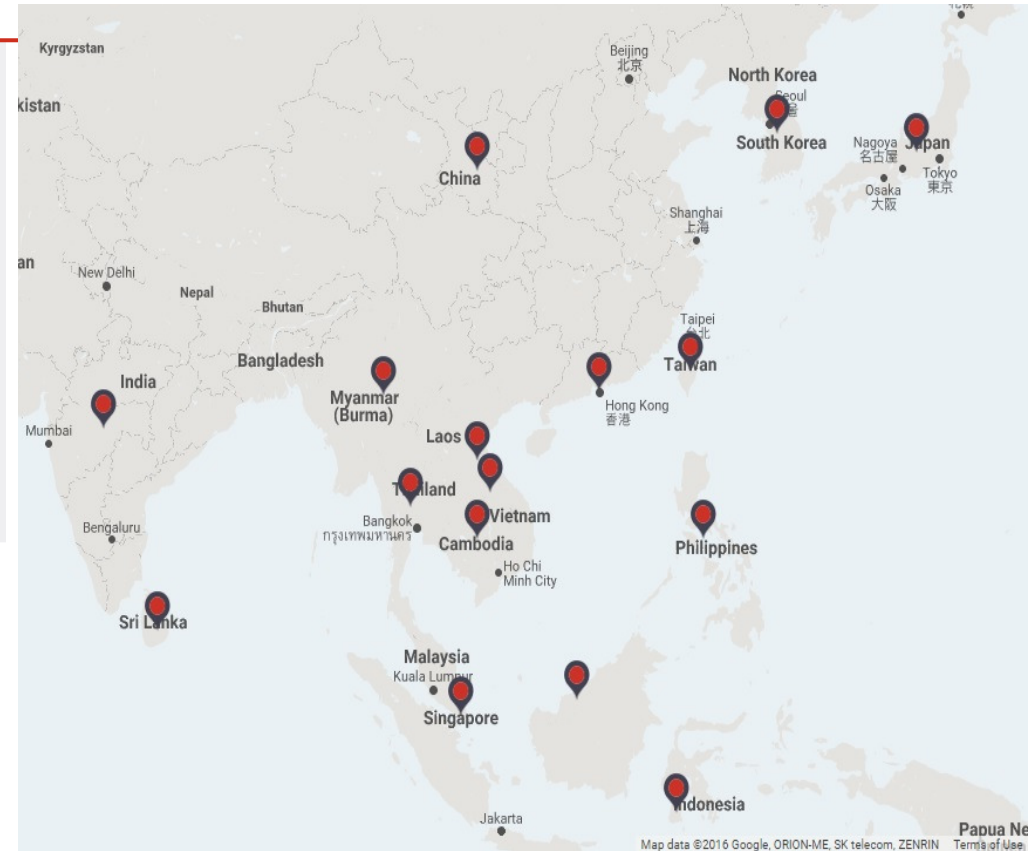 北
Kyrgyzstan
Beijing
北京
North Korea
kistan
Seoul
South Korea
Nagoya
名古屋
Japan
Tokyo
東京
Osaka
大阪
China
Shanghai
上海
an
New Delhi
Nepal
Bhutan
Taipei
台北
Bangladesh
Taiwan
India
Myanmar
(Burma)
Hong Kong
香港
Mumbai
Laos
Thailand
Bengaluru
Bangkok
กรุงเทพมหานคร
Vietnam
Cambodia
Philippines
Ho Chi
Minh City
Sri Lanka
Malaysia
Kuala Lumpur
Singapore
Indonesia
Jakarta
Papua Ne
Map data ©2016 Google, ORION-ME, SK telecom, ZENRIN Terms of Use